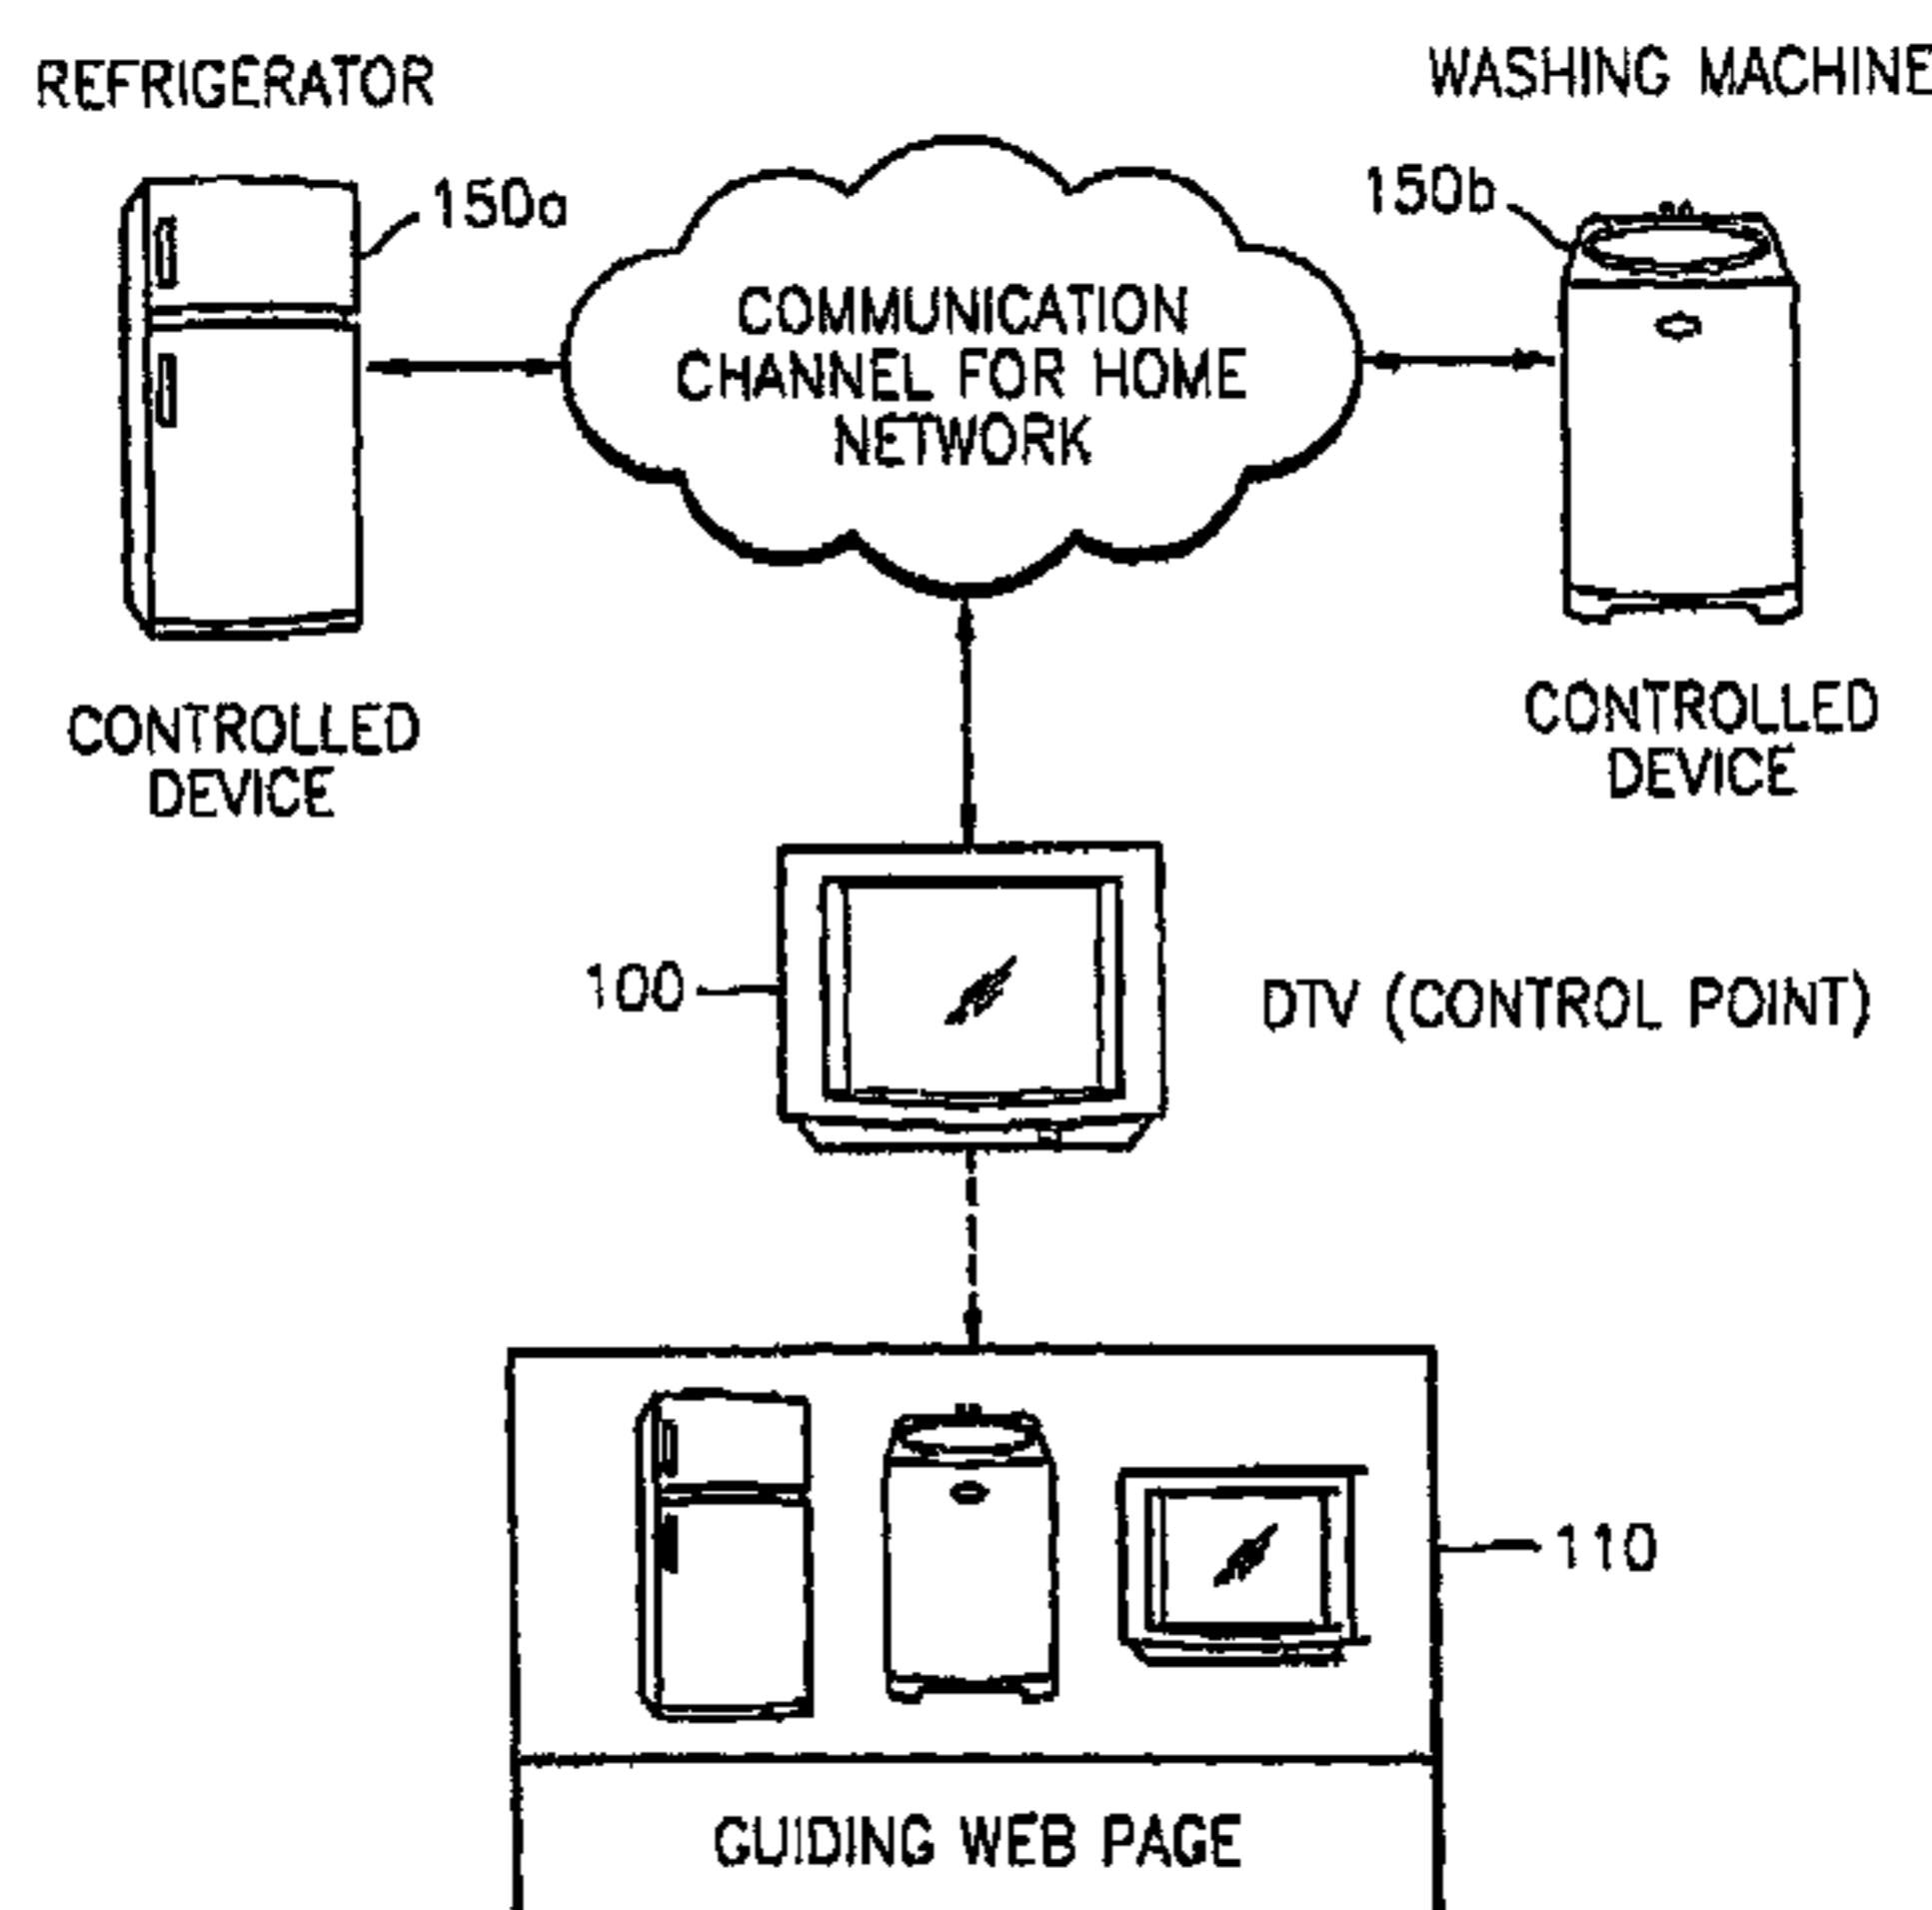 REFRIGERATOR
WASHING MACHINE
150a
150b
COMMUNICATION
CHANNEL FOR HOME
NETWORK
CONTROLLED
DEVICE
CONTROLLED
DEVICE
100
DTV (CONTROL POINT)
110
GUIDING WEB PAGE